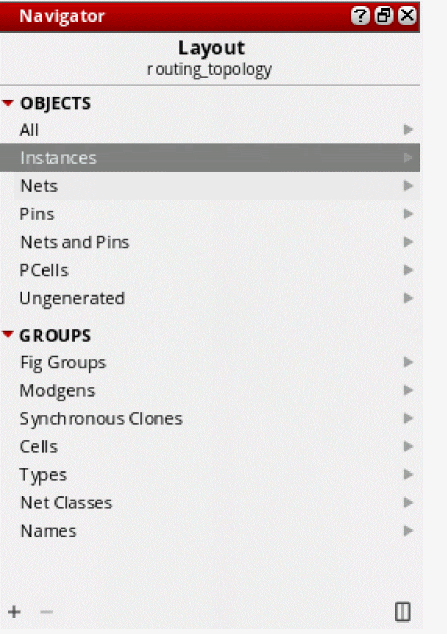 Navigator
Layout
routing_topology
OBJECTS
All
Instances
Nets
Pins
Nets and Pins
PCells
Ungenerated
GROUPS
Fig Groups
Modgens
Synchronous Clones
Cells
Types
Net Classes
Names